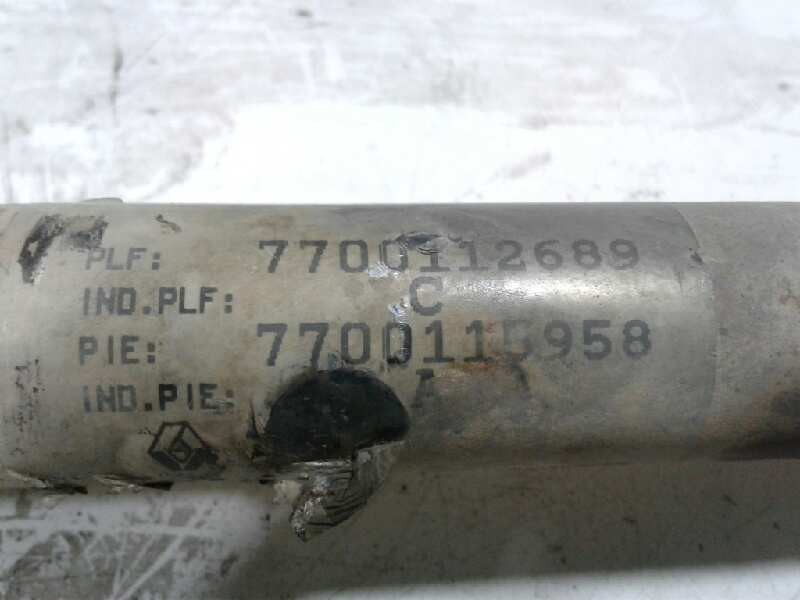 PLF: 7700112689
IND.PLF: C
PIE: 7700115958
IND.PIE: A